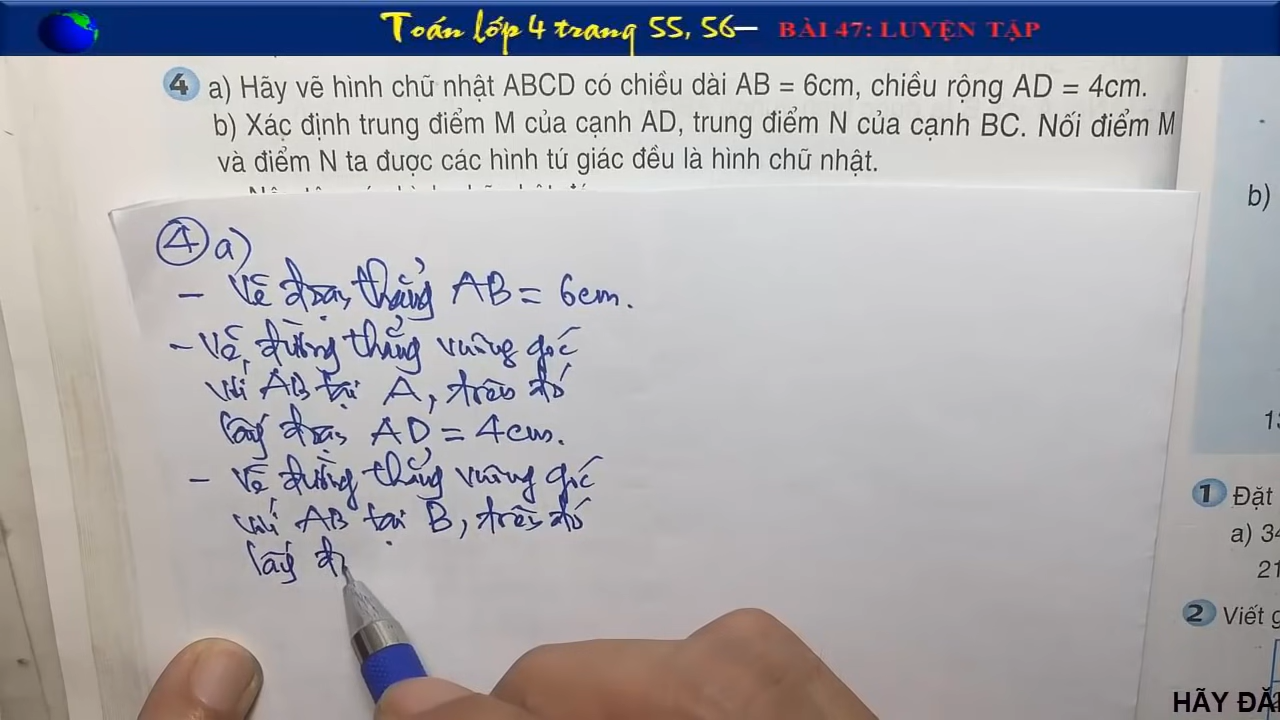 Toán lớp 4 trang 55, 56— BÀI 47: LUYỆN TẬP
4 a) Hãy vẽ hình chữ nhật ABCD có chiều dài AB = 6cm, chiều rộng AD = 4cm.
b) Xác định trung điểm M của cạnh AD, trung điểm N của cạnh BC. Nối điểm M
và điểm N ta được các hình tứ giác đều là hình chữ nhật.
4 a)
- Vẽ đoạn thẳng AB = 6cm.
- Vẽ đường thẳng vuông góc
với AB tại A, trên đó
lấy đoạn AD = 4cm.
- Vẽ đường thẳng vuông góc
với AB tại B, trên đó
lấy đ
b)
1 Đặt
a) 34
21
2 Viết g
HÃY ĐĂ